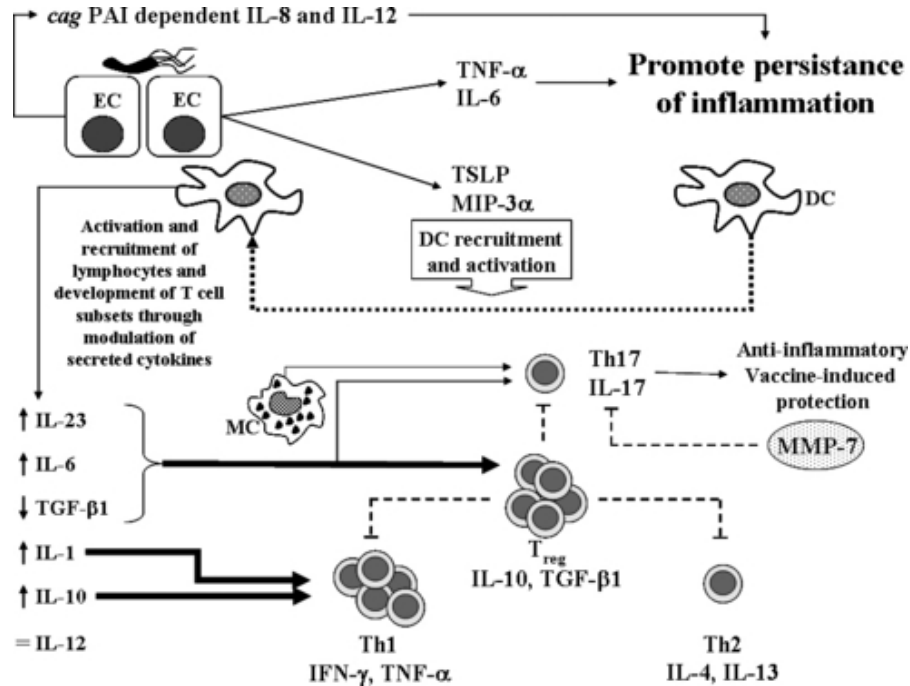 cag PAI dependent IL-8 and IL-12
EC
EC
TNF-α
IL-6
Promote persistance
of inflammation
TSLP
MIP-3α
DC
DC recruitment
and activation
Activation and
recruitment of
lymphocytes and
development of T cell
subsets through
modulation of
secreted cytokines
MC
Th17
IL-17
Anti-inflammatory
Vaccine-induced
protection
MMP-7
↑ IL-23
↑ IL-6
↓ TGF-β1
↑ IL-1
↑ IL-10
= IL-12
Treg
IL-10, TGF-β1
Th1
IFN-γ, TNF-α
Th2
IL-4, IL-13